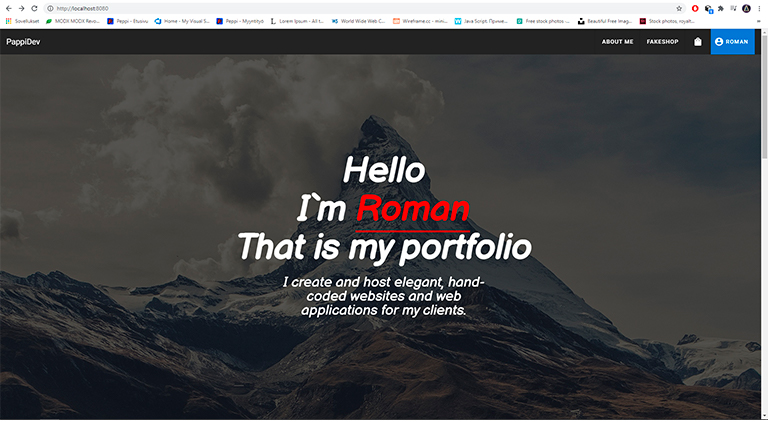 http://localhost:8080
Sovellukset
MODX MODX Revo...
Peppi - Etusivu
Home - My Visual S...
Peppi - Myyntityö
Lorem Ipsum - All t...
World Wide Web C...
Wireframe.cc - mini...
Java Script. Приме...
Free stock photos · ...
Beautiful Free Imag...
Stock photos, royalt...
PappiDev
ABOUT ME
FAKESHOP
ROMAN
Hello
I`m Roman
That is my portfolio
I create and host elegant, hand-
coded websites and web
applications for my clients.